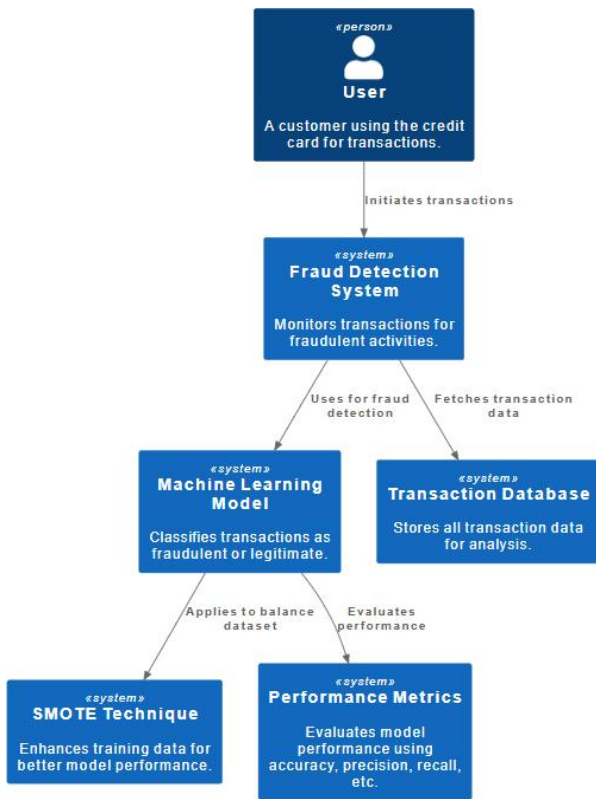 «person»
User
A customer using the credit
card for transactions.
Initiates transactions
«system»
Fraud Detection
System
Monitors transactions for
fraudulent activities.
Uses for fraud
detection
Fetches transaction
data
«system»
Machine Learning
Model
Classifies transactions as
fraudulent or legitimate.
«system»
Transaction Database
Stores all transaction data
for analysis.
Applies to balance
dataset
Evaluates
performance
«system»
SMOTE Technique
Enhances training data for
better model performance.
«system»
Performance Metrics
Evaluates model
performance using
accuracy, precision, recall,
etc.